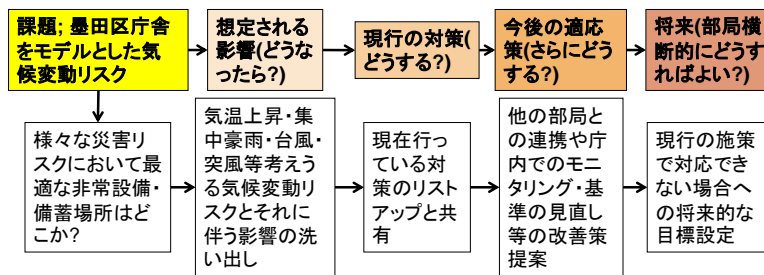 課題; 墨田区庁舎
をモデルとした気
候変動リスク
想定される
影響(どうなっ
たら?)
現行の対策(
どうする?)
今後の適応
策(さらにどう
する?)
将来(部局横
断的にどうす
ればよい?)
様々な災害リ
スクにおいて最
適な非常設備・
備蓄場所はど
こか?
気温上昇・集
中豪雨・台風・
突風等考えう
る気候変動リ
スクとそれに
伴う影響の洗
い出し
現在行っ
ている対
策のリスト
アップと共
有
他の部局と
の連携や庁
内でのモニ
タリング・基
準の見直し
等の改善策
提案
現行の施策
で対応でき
ない場合へ
の将来的な
目標設定